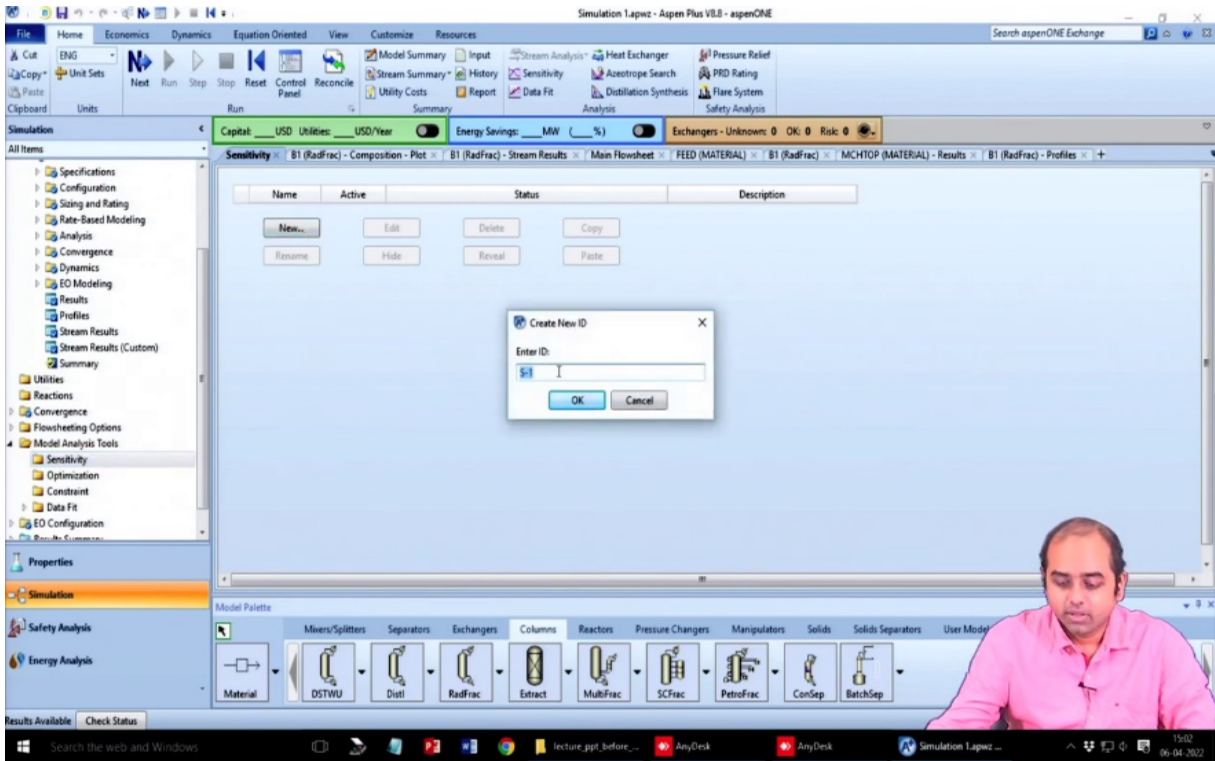 Simulation 1.apwz - Aspen Plus V8.8 - aspenONE
File Home Economics Dynamics Equation Oriented View Customize Resources Search aspenONE Exchange
Cut ENG Model Summary Input Stream Analysis Heat Exchanger Pressure Relief
Copy Unit Sets Next Run Step Stop Reset Control Panel Reconcile Stream Summary History Sensitivity Azeotrope Search PRD Rating
Paste Utility Costs Report Data Fit Distillation Synthesis Flare System
Clipboard Units Run Summary Analysis Safety Analysis
Simulation Capital: ___ USD Utilities: ___ USD/Year Energy Savings: ___ MW ( ___ %) Exchangers - Unknown: 0 OK: 0 Risk: 0
All Items Sensitivity B1 (RadFrac) - Composition - Plot B1 (RadFrac) - Stream Results Main Flowsheet FEED (MATERIAL) B1 (RadFrac) MCHTOP (MATERIAL) - Results B1 (RadFrac) - Profiles +
Specifications
Configuration
Sizing and Rating
Rate-Based Modeling
Analysis
Convergence
Dynamics
EO Modeling
Results
Profiles
Stream Results
Stream Results (Custom)
Summary
Utilities
Reactions
Convergence
Flowsheeting Options
Model Analysis Tools
Sensitivity
Optimization
Constraint
Data Fit
EO Configuration
Results Summary
Name Active Status Description
New... Edit Delete Copy
Rename Hide Reveal Paste
Create New ID
Enter ID:
S-1
OK Cancel
Properties
Simulation
Safety Analysis
Energy Analysis
Model Palette
Mixers/Splitters Separators Exchangers Columns Reactors Pressure Changers Manipulators Solids Solids Separators User Model
Material DSTWU Distl RadFrac Extract MultiFrac SCFrac PetroFrac ConSep BatchSep
Results Available Check Status
Search the web and Windows lecture_ppt_before_... AnyDesk AnyDesk Simulation 1.apwz ... 15:02
06-04-2022